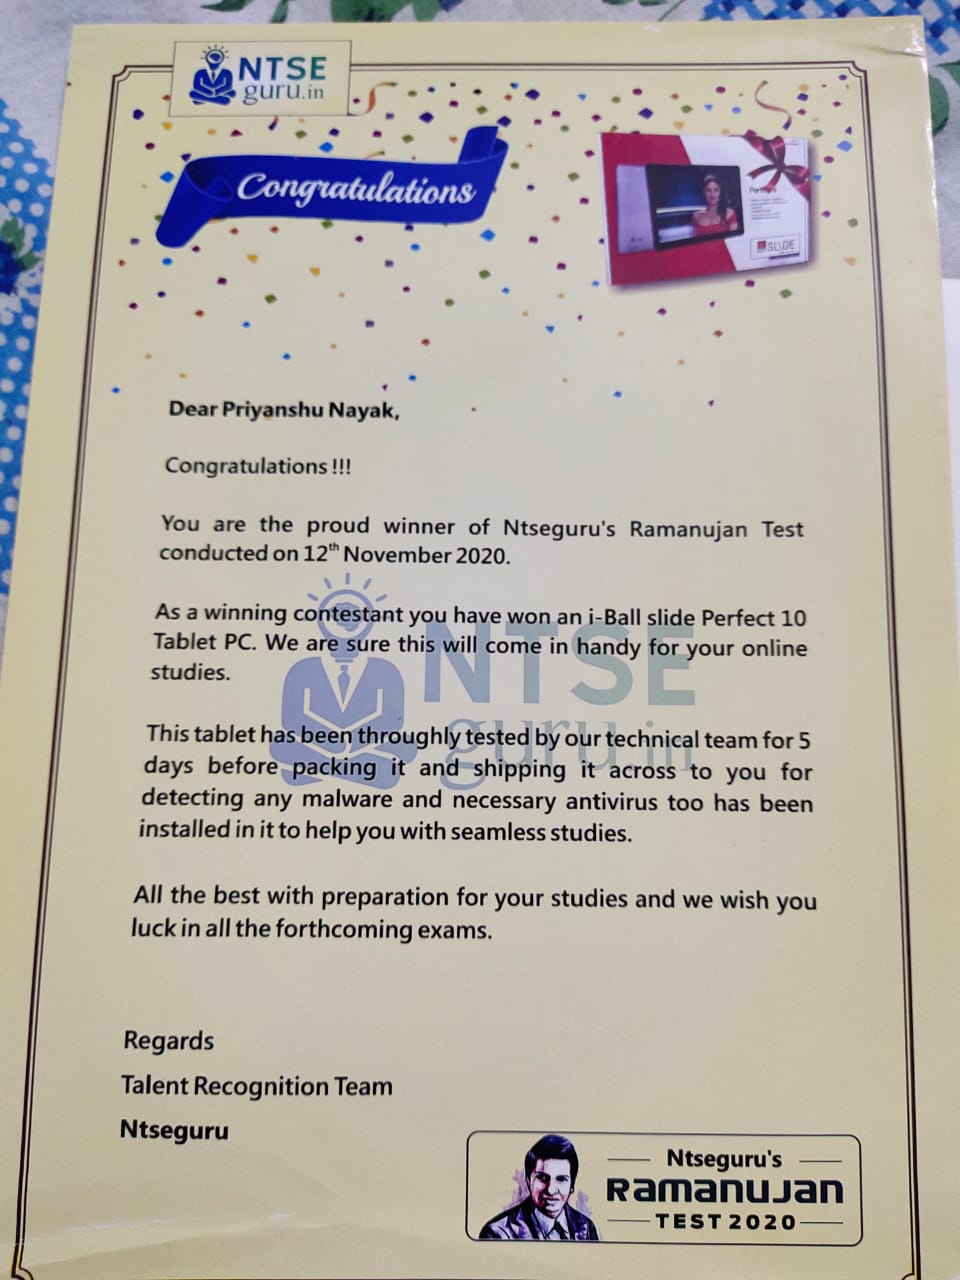 NTSE
guru.in
Congratulations
SLIDE
Dear Priyanshu Nayak,
Congratulations !!!
You are the proud winner of Ntseguru's Ramanujan Test
conducted on 12th November 2020.
As a winning contestant you have won an i-Ball slide Perfect 10
Tablet PC. We are sure this will come in handy for your online
studies.
This tablet has been throughly tested by our technical team for 5
days before packing it and shipping it across to you for
detecting any malware and necessary antivirus too has been
installed in it to help you with seamless studies.
All the best with preparation for your studies and we wish you
luck in all the forthcoming exams.
NTSE
guru.in
Regards
Talent Recognition Team
Ntseguru
Ntseguru's
Ramanujan
TEST 2020